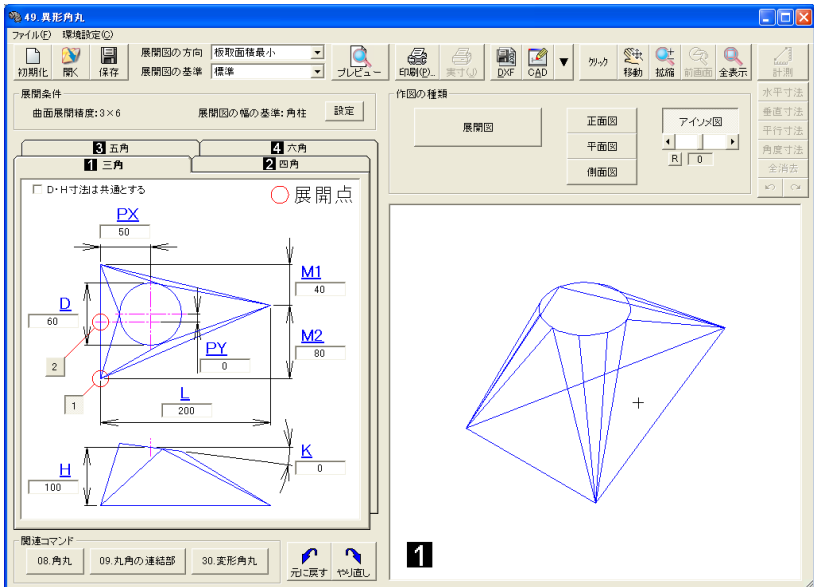 49.異形角丸
ファイル(F) 環境設定(C)
初期化
開く
保存
展開図の方向 板取面積最小
展開図の基準 標準
プレビュー
印刷(P)..
実寸(J)
DXF
CAD
クリック
移動
拡縮
前画面
全表示
計測
展開条件
曲面展開精度:3×6 展開図の幅の基準:角柱 設定
作図の種類
展開図
正面図
平面図
側面図
アイソメ図
R 0
水平寸法
垂直寸法
平行寸法
角度寸法
全消去
3 五角
4 六角
1 三角
2 四角
D・H寸法は共通とする
展開点
PX
50
M1
40
D
60
PY
0
M2
80
2
1
L
200
K
0
H
100
関連コマンド
08.角丸
09.丸角の連結部
30.変形角丸
元に戻す
やり直し
1